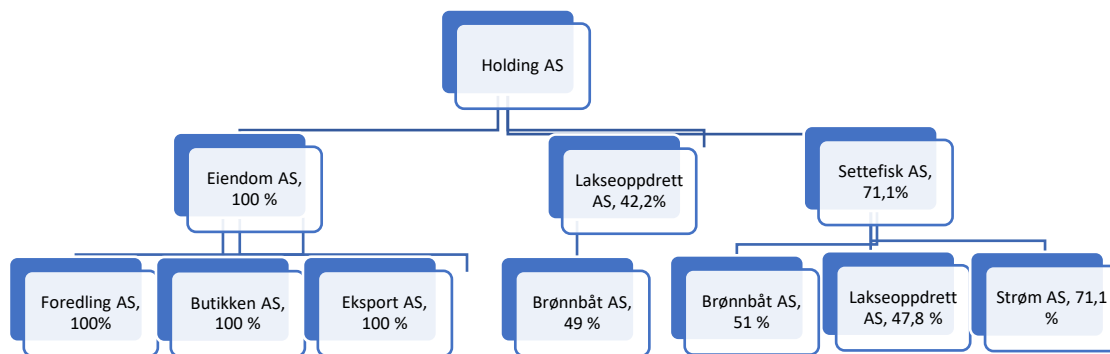 Holding AS
Eiendom AS,
100 %
Lakseoppdrett
AS, 42,2%
Settefisk AS,
71,1%
Foredling AS,
100%
Butikken AS,
100 %
Eksport AS,
100 %
Brønnbåt AS,
49 %
Brønnbåt AS,
51 %
Lakseoppdrett
AS, 47,8 %
Strøm AS, 71,1
%